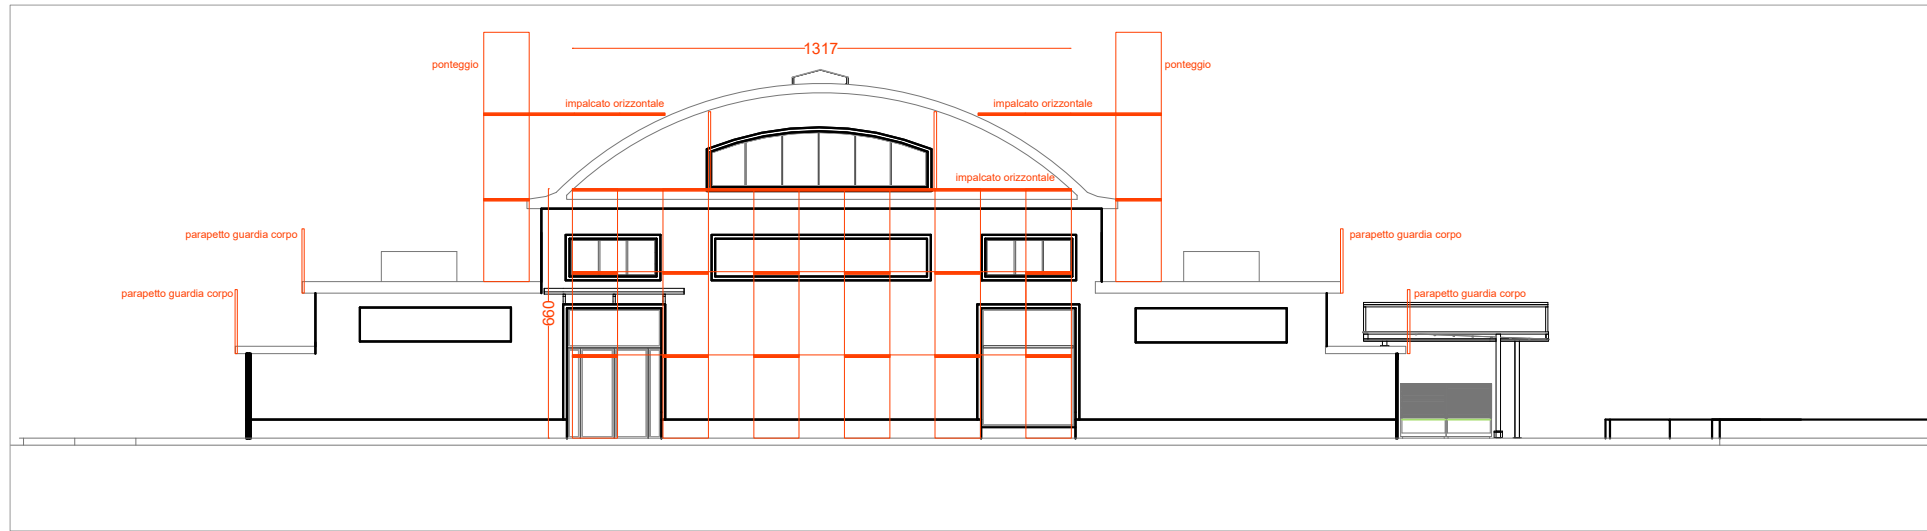 1317
ponteggio
ponteggio
impalcato orizzontale
impalcato orizzontale
impalcato orizzontale
parapetto guardia corpo
parapetto guardia corpo
parapetto guardia corpo
parapetto guardia corpo
660